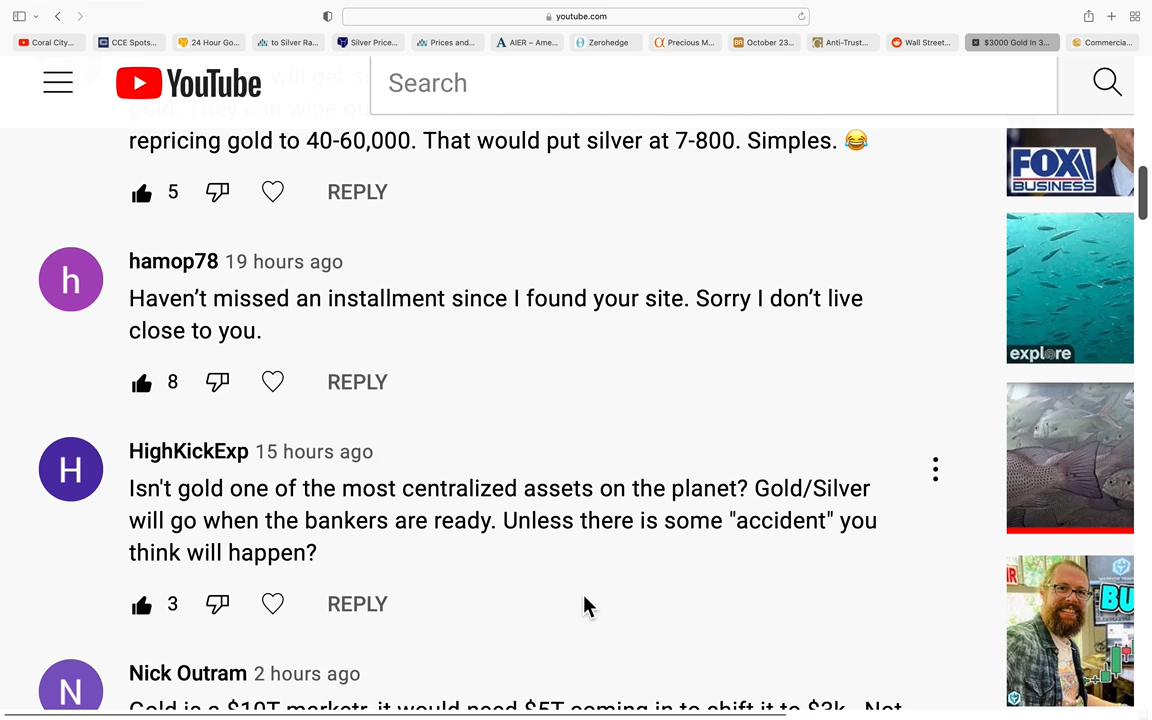 youtube.com
Coral City...
CCE Spots...
24 Hour Go...
to Silver Ra...
Silver Price...
Prices and...
AIER – Ame...
Zerohedge
Precious M...
October 23...
Anti-Trust...
Wall Street...
$3000 Gold In 3...
Commercia...
YouTube
Search
will get s
gold. They can wipe ou
repricing gold to 40-60,000. That would put silver at 7-800. Simples. 😂
5 REPLY
FOX
BUSINESS
h
hamop78 19 hours ago
Haven’t missed an installment since I found your site. Sorry I don’t live
close to you.
8 REPLY
explore
H
HighKickExp 15 hours ago
Isn't gold one of the most centralized assets on the planet? Gold/Silver
will go when the bankers are ready. Unless there is some "accident" you
think will happen?
3 REPLY
N
Nick Outram 2 hours ago
Gold is a $10T marketr, it would need $5T coming in to shift it to $3k.. Not
BU